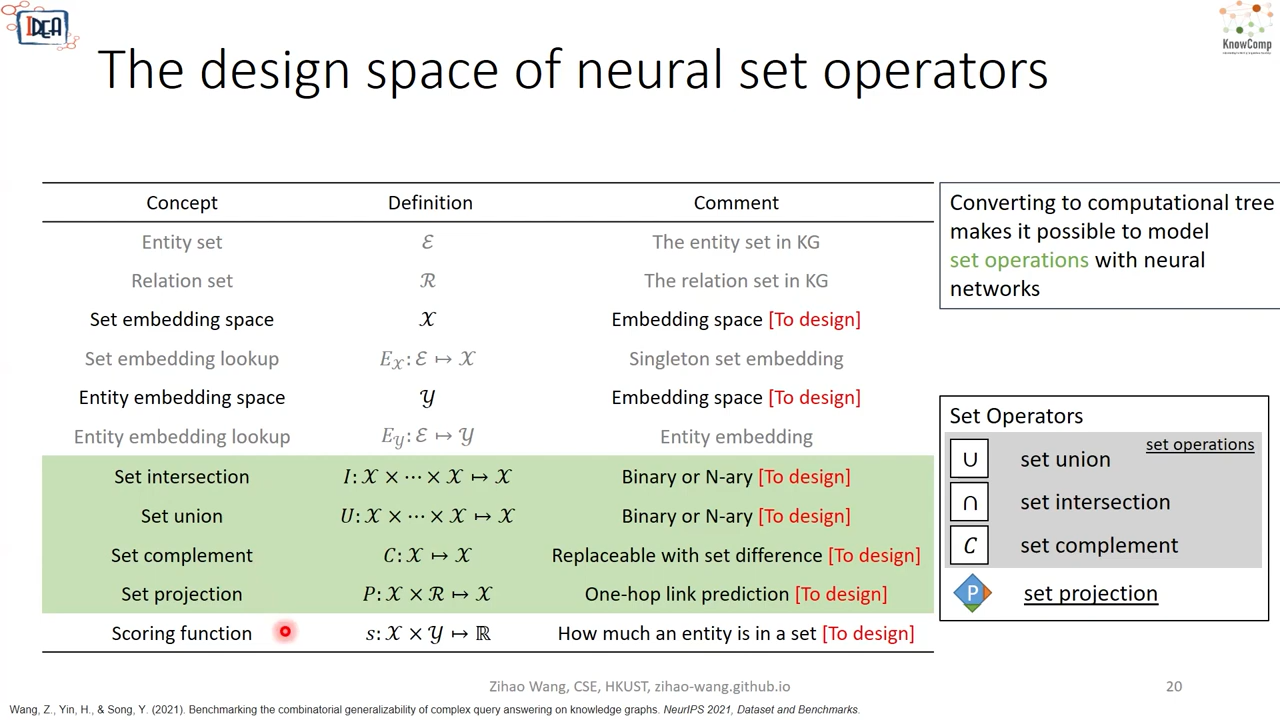 IDEA
KnowComp
The design space of neural set operators
Concept Definition Comment
Entity set ℰ The entity set in KG
Relation set ℛ The relation set in KG
Set embedding space 𝒳 Embedding space [To design]
Set embedding lookup E_𝒳: ℰ ↦ 𝒳 Singleton set embedding
Entity embedding space 𝒴 Embedding space [To design]
Entity embedding lookup E_𝒴: ℰ ↦ 𝒴 Entity embedding
Set intersection I: 𝒳 × ⋯ × 𝒳 ↦ 𝒳 Binary or N-ary [To design]
Set union U: 𝒳 × ⋯ × 𝒳 ↦ 𝒳 Binary or N-ary [To design]
Set complement C: 𝒳 ↦ 𝒳 Replaceable with set difference [To design]
Set projection P: 𝒳 × ℛ ↦ 𝒳 One-hop link prediction [To design]
Scoring function s: 𝒳 × 𝒴 ↦ ℝ How much an entity is in a set [To design]
Converting to computational tree
makes it possible to model
set operations with neural
networks
Set Operators
set operations
∪ set union
∩ set intersection
C set complement
P set projection
Zihao Wang, CSE, HKUST, zihao-wang.github.io
20
Wang, Z., Yin, H., & Song, Y. (2021). Benchmarking the combinatorial generalizability of complex query answering on knowledge graphs. NeurIPS 2021, Dataset and Benchmarks.